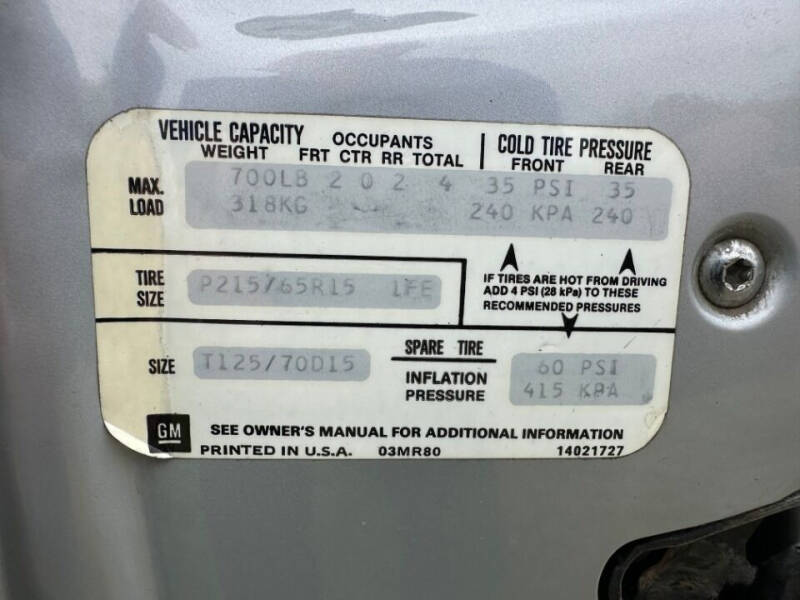 VEHICLE CAPACITY OCCUPANTS COLD TIRE PRESSURE
WEIGHT FRT CTR RR TOTAL FRONT REAR
MAX. LOAD 700LB 2 0 2 4 35 PSI 35
318KG 240 KPA 240
TIRE SIZE P215/65R15 1FE
IF TIRES ARE HOT FROM DRIVING
ADD 4 PSI (28 kPa) TO THESE
RECOMMENDED PRESSURES
SIZE T125/70D15
SPARE TIRE
INFLATION PRESSURE
60 PSI
415 KPA
GM
SEE OWNER'S MANUAL FOR ADDITIONAL INFORMATION
PRINTED IN U.S.A. 03MR80 14021727